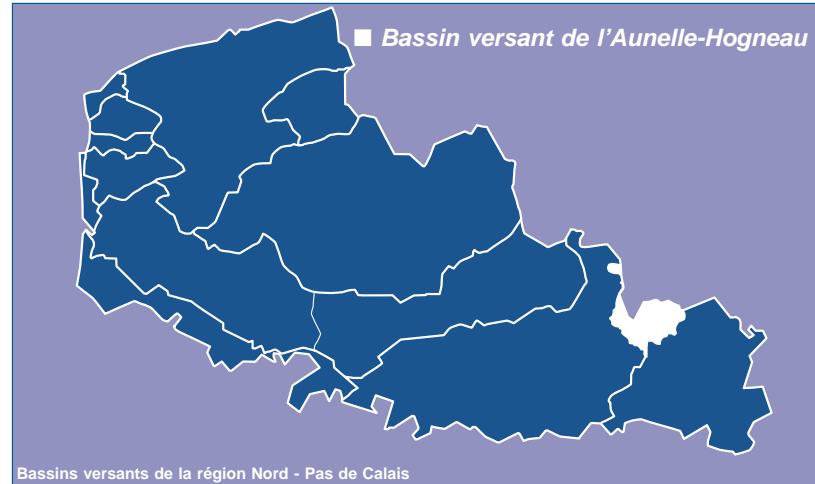 Bassin versant de l'Aunelle-Hogneau
Bassins versants de la région Nord - Pas de Calais